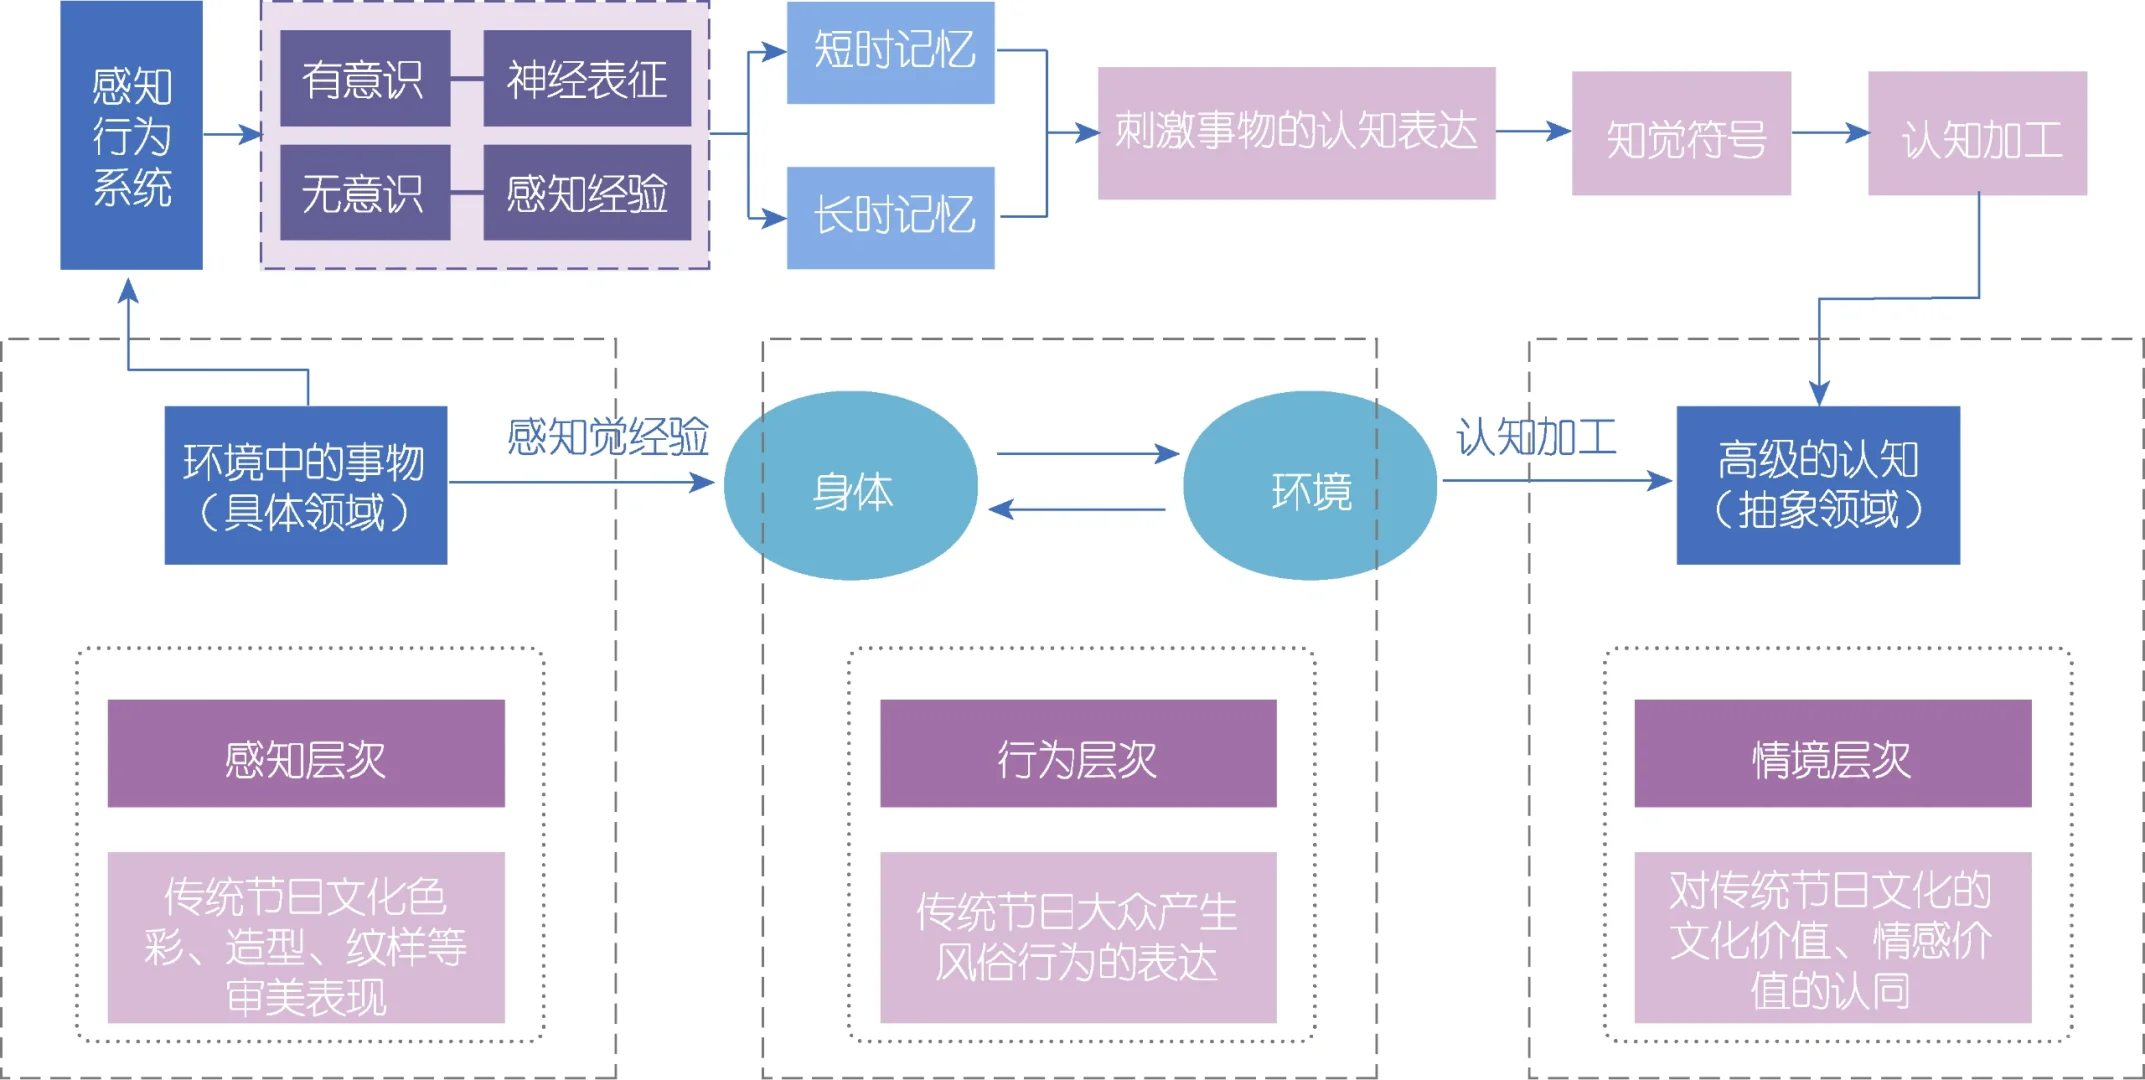 感知
行为
系统
有意识
神经表征
无意识
感知经验
短时记忆
长时记忆
刺激事物的认知表达
知觉符号
认知加工
环境中的事物
（具体领域）
感知觉经验
身体
环境
认知加工
高级的认知
（抽象领域）
感知层次
传统节日文化色
彩、造型、纹样等
审美表现
行为层次
传统节日大众产生
风俗行为的表达
情境层次
对传统节日文化的
文化价值、情感价
值的认同